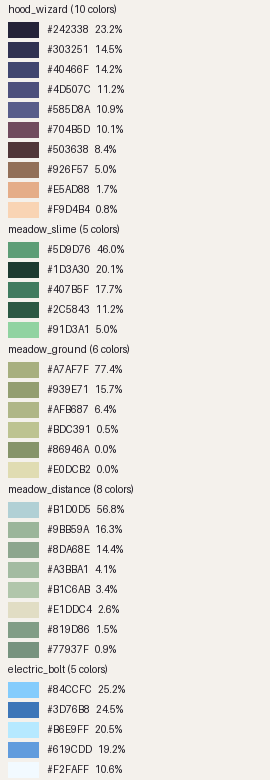 hood_wizard (10 colors)
#242338 23.2%
#303251 14.5%
#40466F 14.2%
#4D507C 11.2%
#585D8A 10.9%
#704B5D 10.1%
#503638 8.4%
#926F57 5.0%
#E5AD88 1.7%
#F9D4B4 0.8%
meadow_slime (5 colors)
#5D9D76 46.0%
#1D3A30 20.1%
#407B5F 17.7%
#2C5843 11.2%
#91D3A1 5.0%
meadow_ground (6 colors)
#A7AF7F 77.4%
#939E71 15.7%
#AFB687 6.4%
#BDC391 0.5%
#86946A 0.0%
#E0DCB2 0.0%
meadow_distance (8 colors)
#B1D0D5 56.8%
#9BB59A 16.3%
#8DA68E 14.4%
#A3BBA1 4.1%
#B1C6AB 3.4%
#E1DDC4 2.6%
#819D86 1.5%
#77937F 0.9%
electric_bolt (5 colors)
#84CCFC 25.2%
#3D76B8 24.5%
#B6E9FF 20.5%
#619CDD 19.2%
#F2FAFF 10.6%